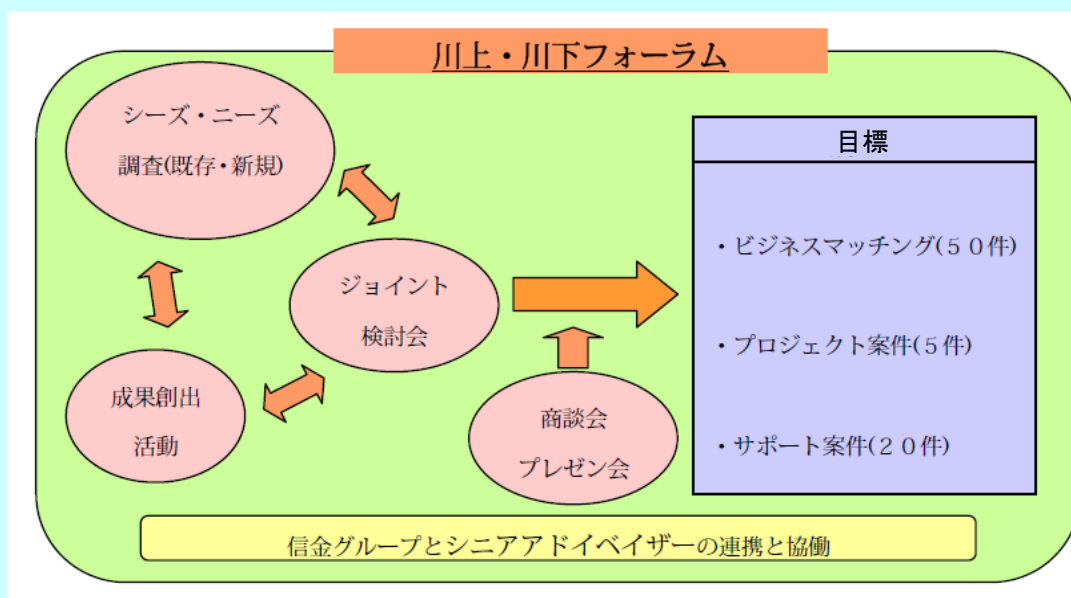 川上・川下フォーラム
シーズ・ニーズ
調査(既存・新規)
ジョイント
検討会
成果創出
活動
商談会
プレゼン会
目標
・ビジネスマッチング(５０件)
・プロジェクト案件(５件)
・サポート案件(２０件)
信金グループとシニアアドイベイザーの連携と協働